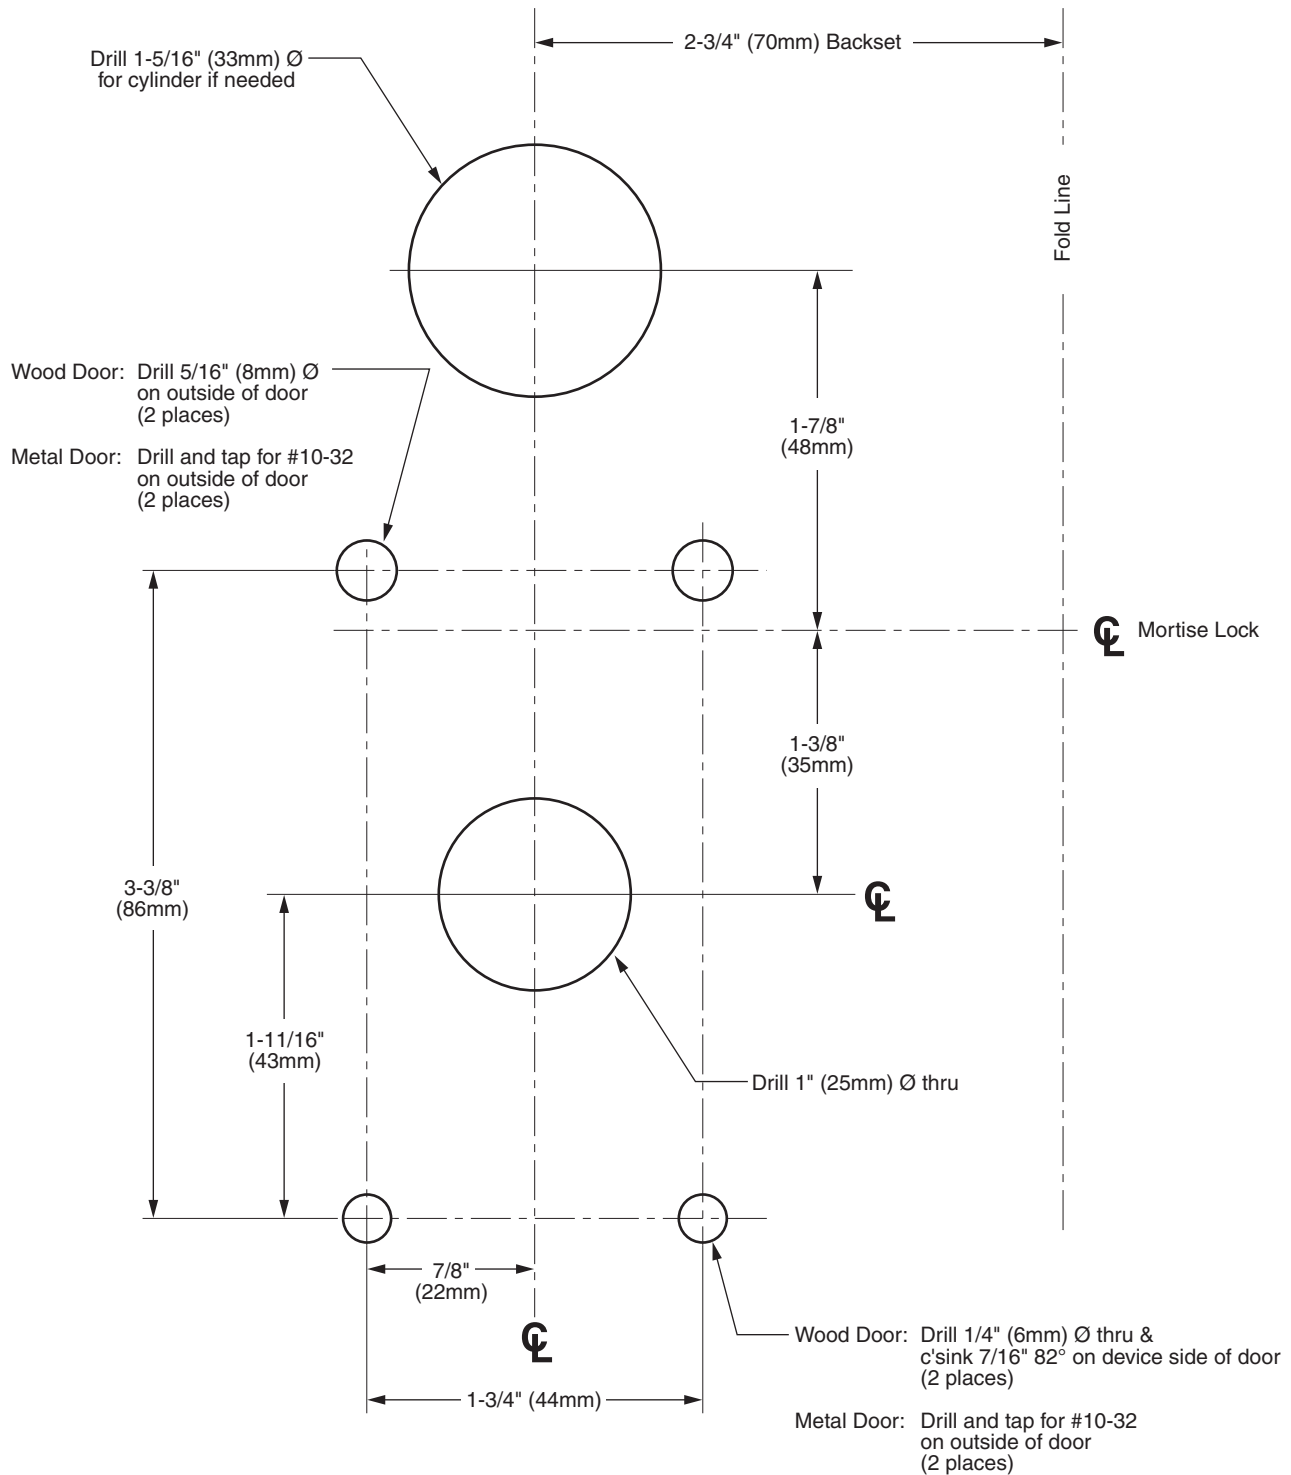 2-3/4" (70mm) Backset
Drill 1-5/16" (33mm) Ø
for cylinder if needed
Fold Line
Wood Door: Drill 5/16" (8mm) Ø
on outside of door
(2 places)
Metal Door: Drill and tap for #10-32
on outside of door
(2 places)
1-7/8"
(48mm)
℄ Mortise Lock
1-3/8"
(35mm)
3-3/8"
(86mm)
℄
1-11/16"
(43mm)
Drill 1" (25mm) Ø thru
7/8"
(22mm)
℄
1-3/4" (44mm)
Wood Door: Drill 1/4" (6mm) Ø thru &
c'sink 7/16" 82° on device side of door
(2 places)
Metal Door: Drill and tap for #10-32
on outside of door
(2 places)